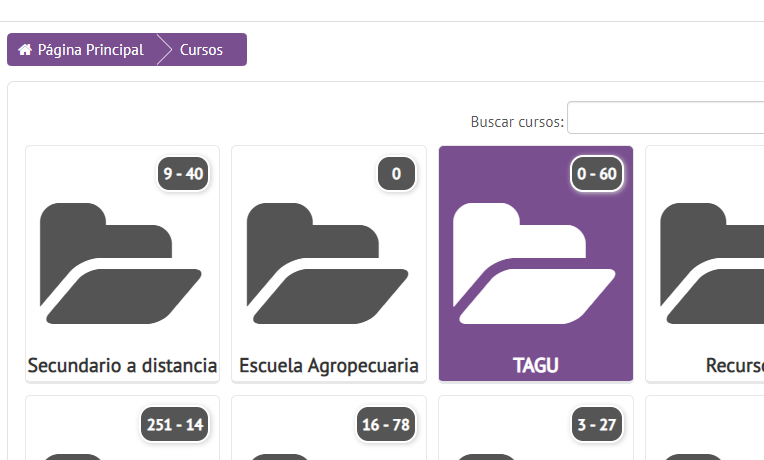 Página Principal Cursos
Buscar cursos:
9 - 40 0 0 - 60
Secundario a distancia Escuela Agropecuaria TAGU
251 - 14 16 - 78 3 - 27